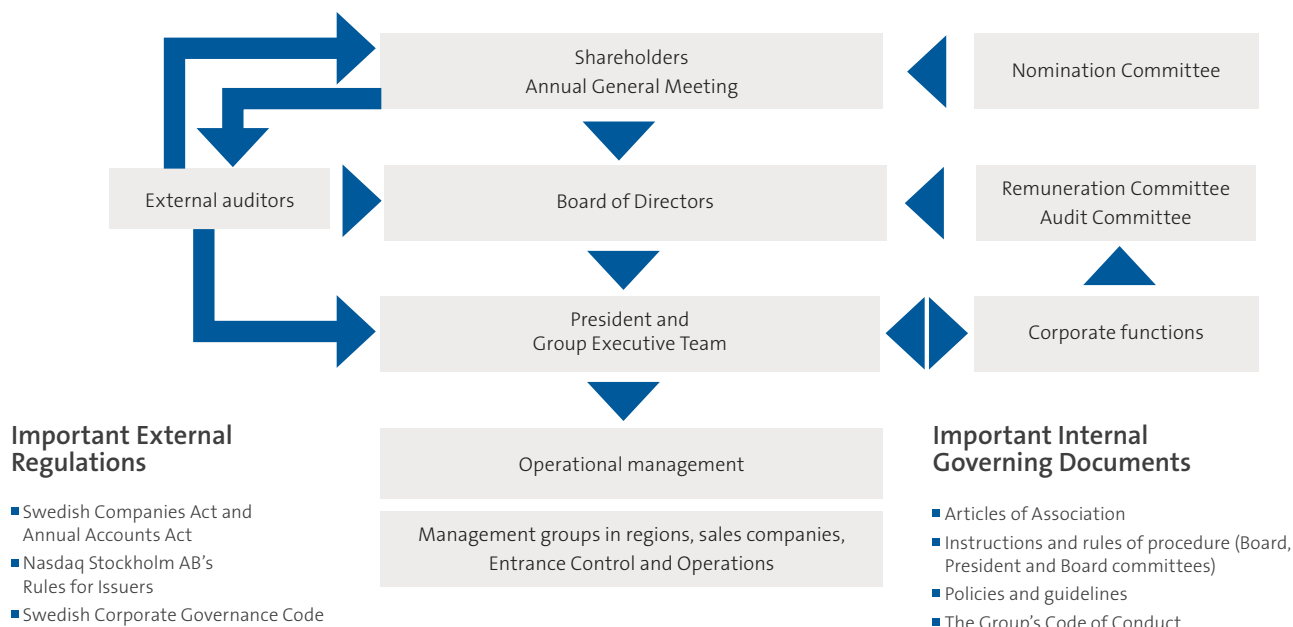 Shareholders
Annual General Meeting
Nomination Committee
External auditors
Board of Directors
Remuneration Committee
Audit Committee
President and
Group Executive Team
Corporate functions
Operational management
Management groups in regions, sales companies,
Entrance Control and Operations
Important External
Regulations
Swedish Companies Act and
Annual Accounts Act
Nasdaq Stockholm AB's
Rules for Issuers
Swedish Corporate Governance Code
Important Internal
Governing Documents
Articles of Association
Instructions and rules of procedure (Board,
President and Board committees)
Policies and guidelines
The Group's Code of Conduct